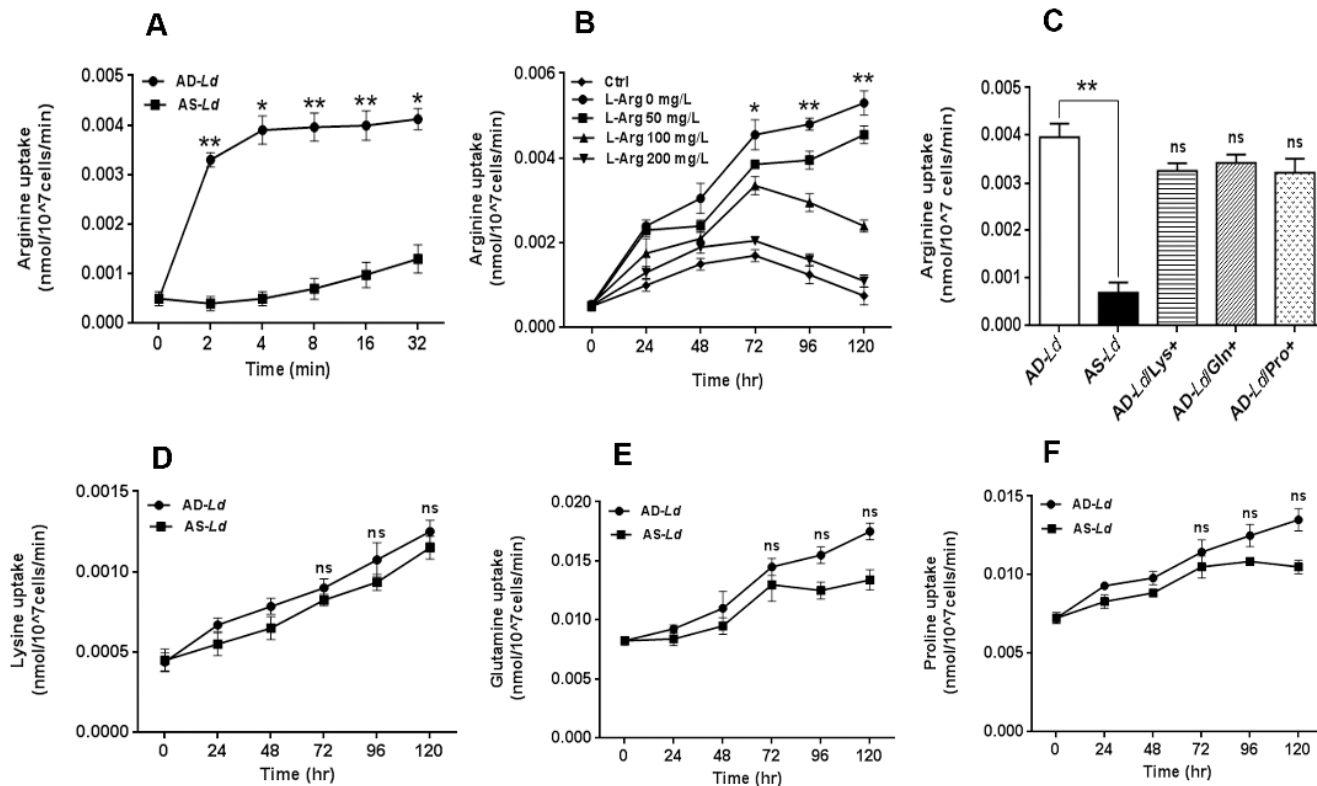 A
AD-Ld
AS-Ld
Arginine uptake
(nmol/10^7cells/min)
0.005
0.004
0.003
0.002
0.001
0.000
** * ** ** *
0 2 4 8 16 32
Time (min)
B
Ctrl
L-Arg 0 mg/L
L-Arg 50 mg/L
L-Arg 100 mg/L
L-Arg 200 mg/L
Arginine uptake
(nmol/10^7cells/min)
0.006
0.004
0.002
0.000
* ** **
0 24 48 72 96 120
Time (hr)
C
Arginine uptake
(nmol/10^7 cells/min)
0.005
0.004
0.003
0.002
0.001
0.000
**
ns ns ns
AD-Ld
AS-Ld
AD-Ld/Lys+
AD-Ld/Gln+
AD-Ld/Pro+
D
AD-Ld
AS-Ld
Lysine uptake
(nmol/10^7cells/min)
0.0015
0.0010
0.0005
0.0000
ns ns ns
0 24 48 72 96 120
Time (hr)
E
AD-Ld
AS-Ld
Glutamine uptake
(nmol/10^7cells/min)
0.020
0.015
0.010
0.005
0.000
ns ns ns
0 24 48 72 96 120
Time (hr)
F
AD-Ld
AS-Ld
Proline uptake
(nmol/10^7cells/min)
0.015
0.010
0.005
0.000
ns ns ns
0 24 48 72 96 120
Time (hr)